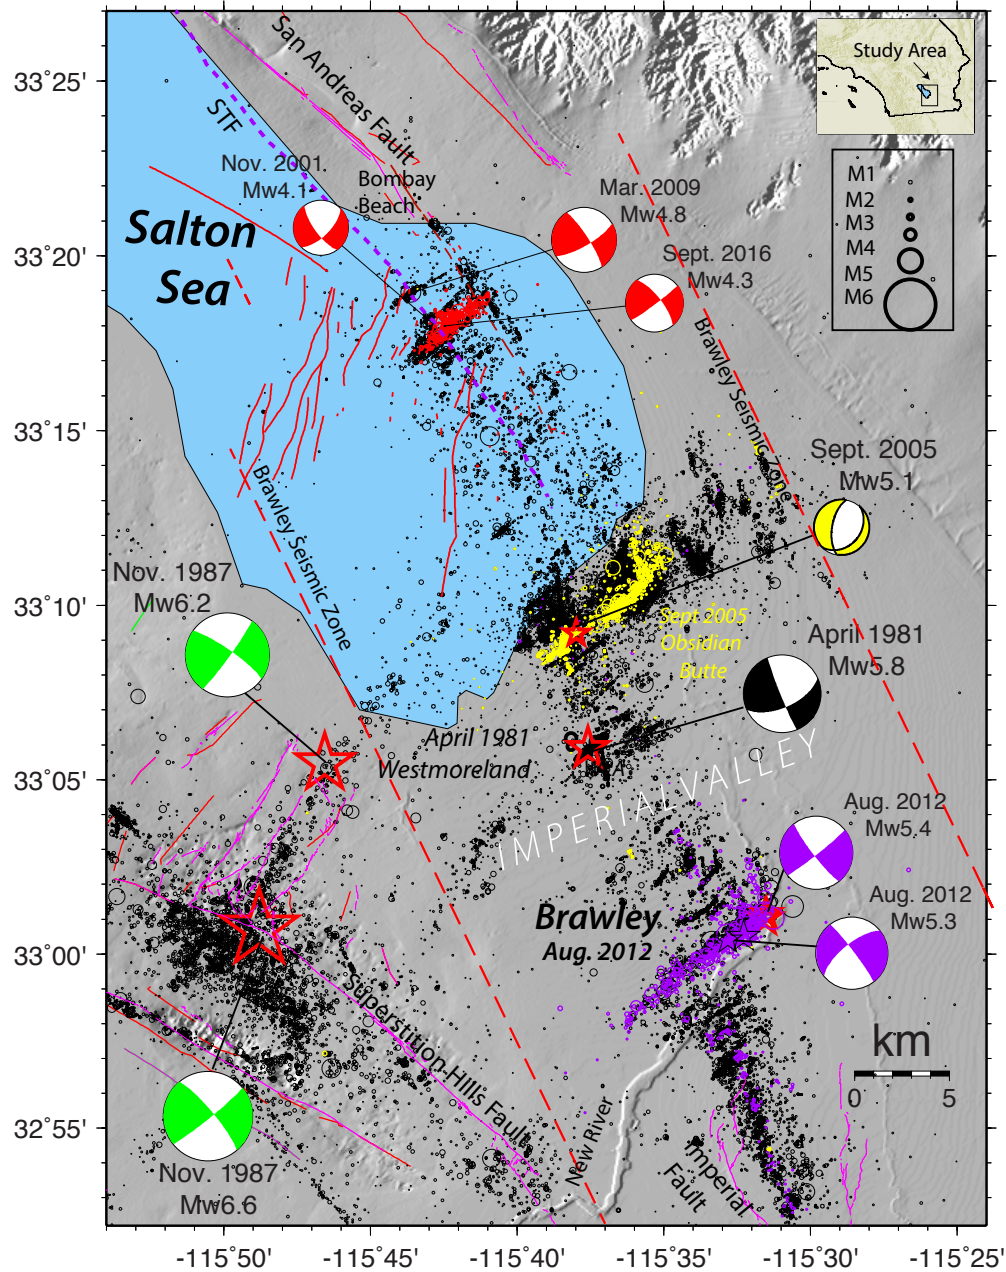 33°25'
33°20'
33°15'
33°10'
33°05'
33°00'
32°55'
-115°50'
-115°45'
-115°40'
-115°35'
-115°30'
-115°25'
San Andreas Fault
STF
Study Area
Nov. 2001
Mw4.1
Bombay
Beach
Mar. 2009
Mw4.8
Sept. 2016
Mw4.3
M1
M2
M3
M4
M5
M6
Salton
Sea
Brawley Seismic Zone
Brawley Seismic Zone
Sept. 2005
Mw5.1
Nov. 1987
Mw6.2
Sept 2005
Obsidian
Butte
April 1981
Mw5.8
April 1981
Westmoreland
IMPERIAL VALLEY
Aug. 2012
Mw5.4
Aug. 2012
Mw5.3
Brawley
Aug. 2012
Superstition Hills Fault
km
0 5
New River
Imperial
Fault
Nov. 1987
Mw6.6